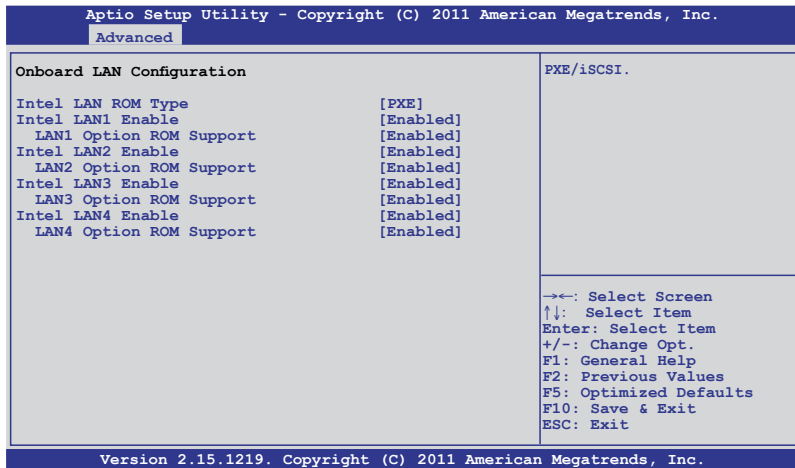 Aptio Setup Utility - Copyright (C) 2011 American Megatrends, Inc.
Advanced
Onboard LAN Configuration
Intel LAN ROM Type [PXE]
Intel LAN1 Enable [Enabled]
LAN1 Option ROM Support [Enabled]
Intel LAN2 Enable [Enabled]
LAN2 Option ROM Support [Enabled]
Intel LAN3 Enable [Enabled]
LAN3 Option ROM Support [Enabled]
Intel LAN4 Enable [Enabled]
LAN4 Option ROM Support [Enabled]
PXE/iSCSI.
→←: Select Screen
↑↓: Select Item
Enter: Select Item
+/-: Change Opt.
F1: General Help
F2: Previous Values
F5: Optimized Defaults
F10: Save & Exit
ESC: Exit
Version 2.15.1219. Copyright (C) 2011 American Megatrends, Inc.